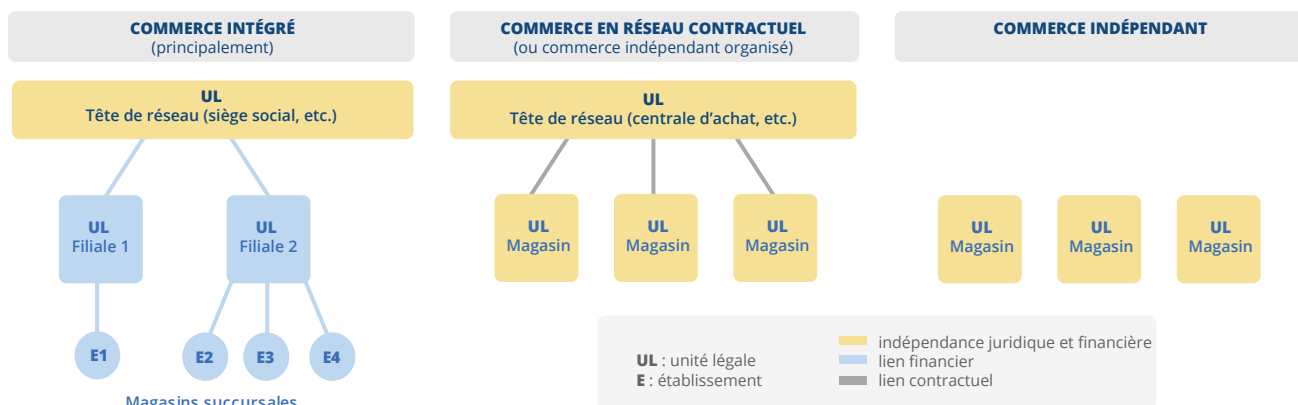 COMMERCE INTÉGRÉ
(principalement)
UL
Tête de réseau (siège social, etc.)
UL
Filiale 1
UL
Filiale 2
E1
E2
E3
E4
Magasins succursales
COMMERCE EN RÉSEAU CONTRACTUEL
(ou commerce indépendant organisé)
UL
Tête de réseau (centrale d'achat, etc.)
UL
Magasin
UL
Magasin
UL
Magasin
COMMERCE INDÉPENDANT
UL
Magasin
UL
Magasin
UL
Magasin
UL : unité légale
E : établissement
indépendance juridique et financière
lien financier
lien contractuel